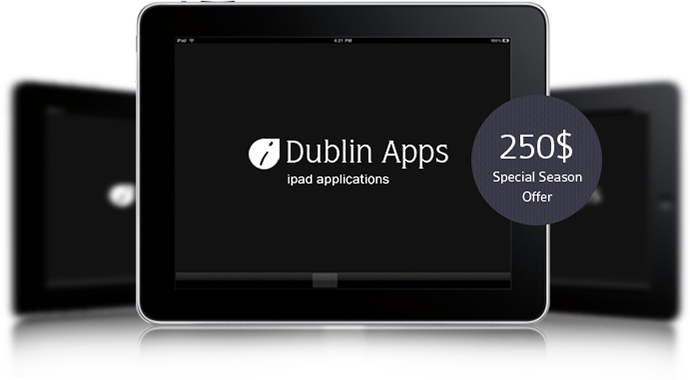 iPad
4:21 PM
100%
i Dublin Apps
ipad applications
250$
Special Season
Offer